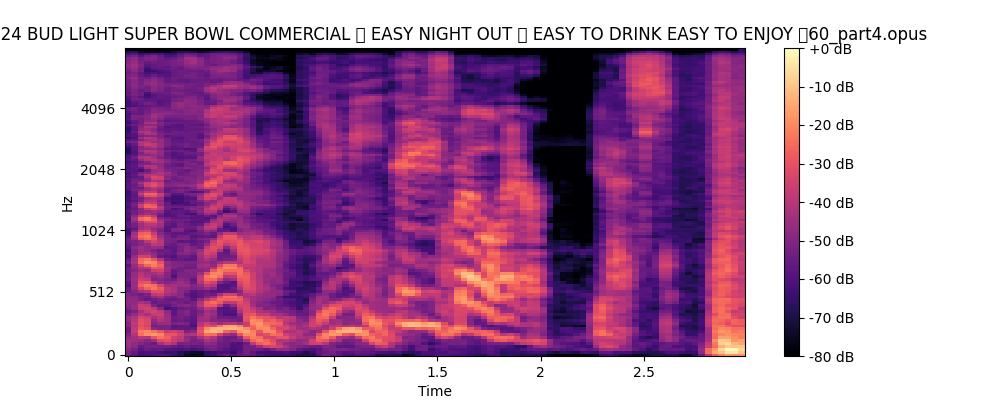 24 BUD LIGHT SUPER BOWL COMMERCIAL ▯ EASY NIGHT OUT ▯ EASY TO DRINK EASY TO ENJOY ▯60_part4.opus
+0 dB
-10 dB
-20 dB
-30 dB
-40 dB
-50 dB
-60 dB
-70 dB
-80 dB
4096
2048
1024
512
0
Hz
0
0.5
1
1.5
2
2.5
Time